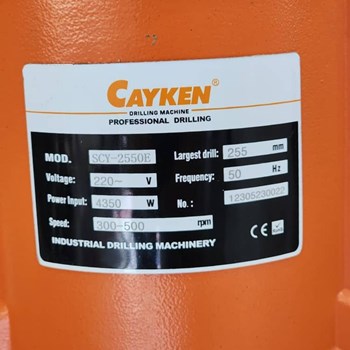 CAYKEN®
DRILLING MACHINE
PROFESSIONAL DRILLING
MOD. SCY-2550E Largest drill: 255 mm
Voltage: 220~ V Frequency: 50 Hz
Power Input: 4350 W No.: 12305230022
Speed: 300-500 rpm
INDUSTRIAL DRILLING MACHINERY CE